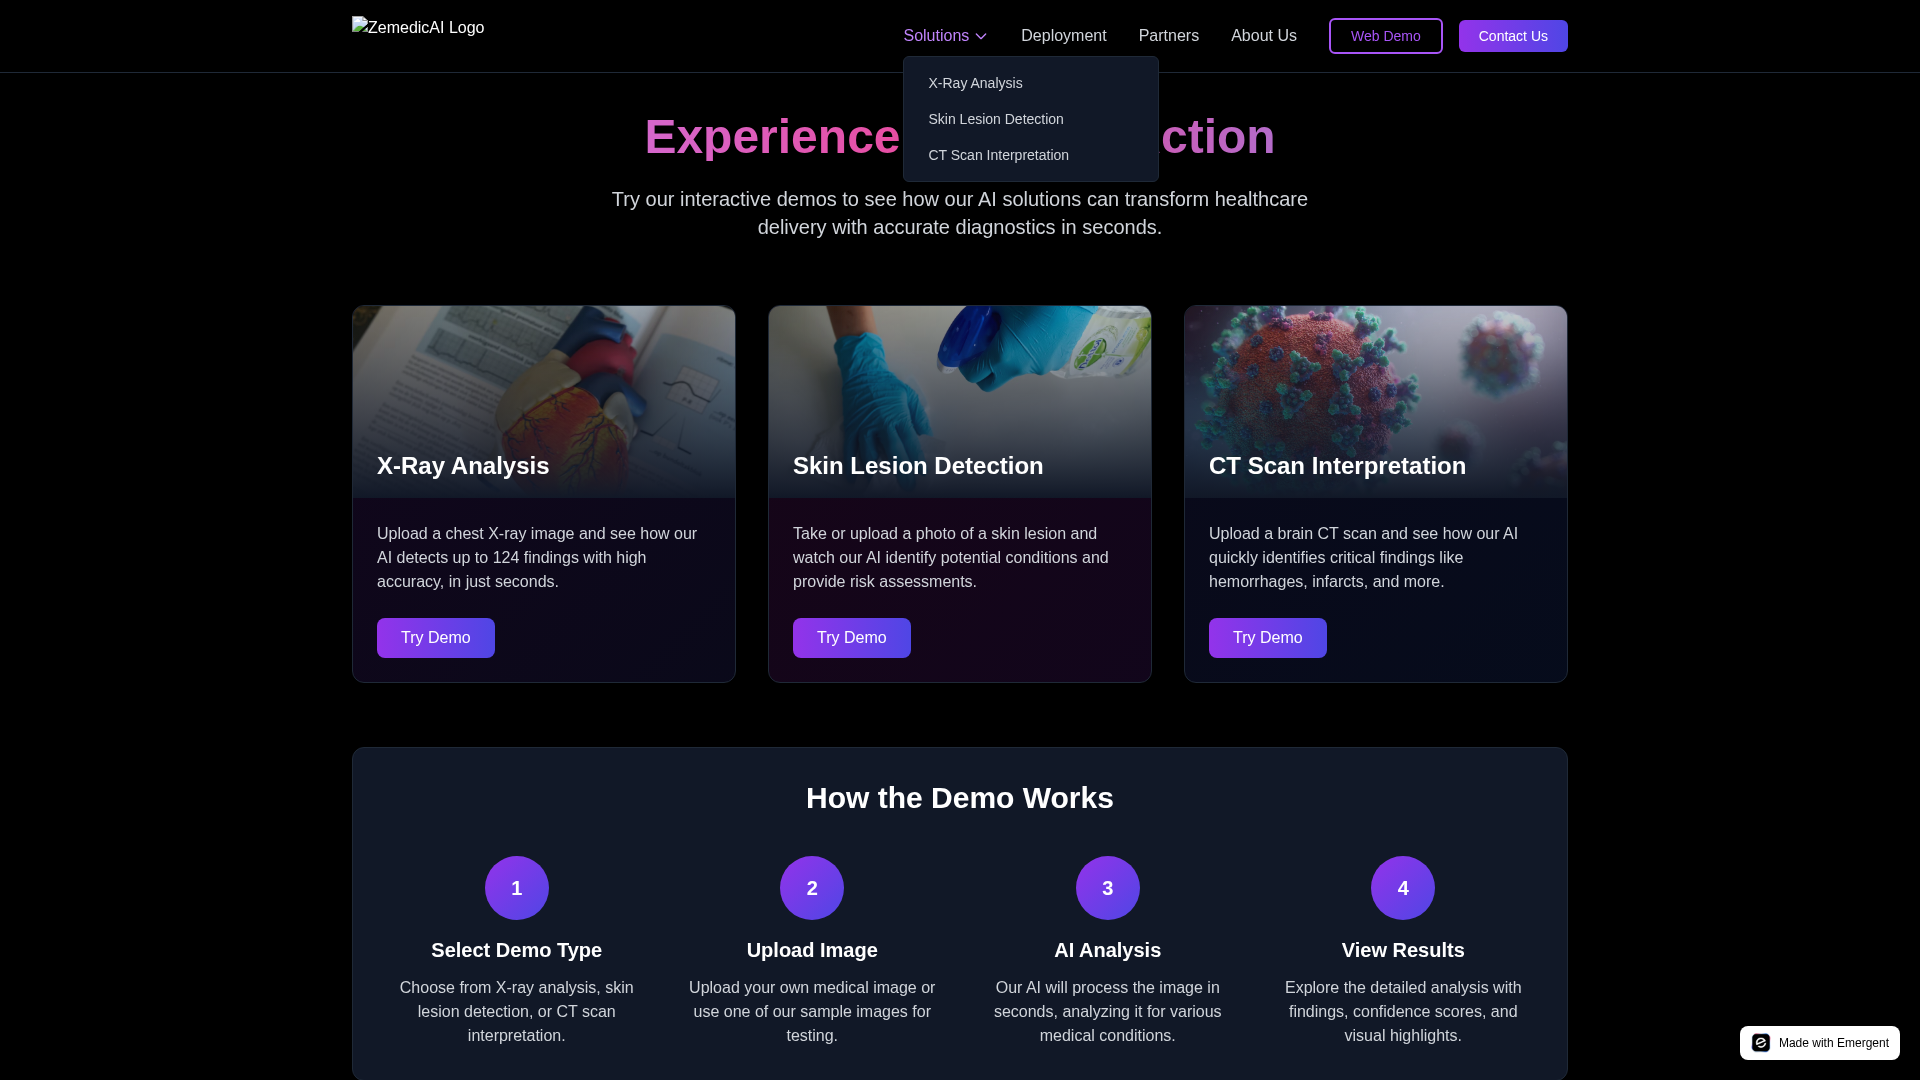 ZemedicAI Logo
Solutions
Deployment
Partners
About Us
Web Demo
Contact Us
X-Ray Analysis
Skin Lesion Detection
CT Scan Interpretation
Experience
ction
Try our interactive demos to see how our AI solutions can transform healthcare
delivery with accurate diagnostics in seconds.
X-Ray Analysis
Upload a chest X-ray image and see how our
AI detects up to 124 findings with high
accuracy, in just seconds.
Try Demo
Skin Lesion Detection
Take or upload a photo of a skin lesion and
watch our AI identify potential conditions and
provide risk assessments.
Try Demo
CT Scan Interpretation
Upload a brain CT scan and see how our AI
quickly identifies critical findings like
hemorrhages, infarcts, and more.
Try Demo
How the Demo Works
1
Select Demo Type
Choose from X-ray analysis, skin
lesion detection, or CT scan
interpretation.
2
Upload Image
Upload your own medical image or
use one of our sample images for
testing.
3
AI Analysis
Our AI will process the image in
seconds, analyzing it for various
medical conditions.
4
View Results
Explore the detailed analysis with
findings, confidence scores, and
visual highlights.
Made with Emergent